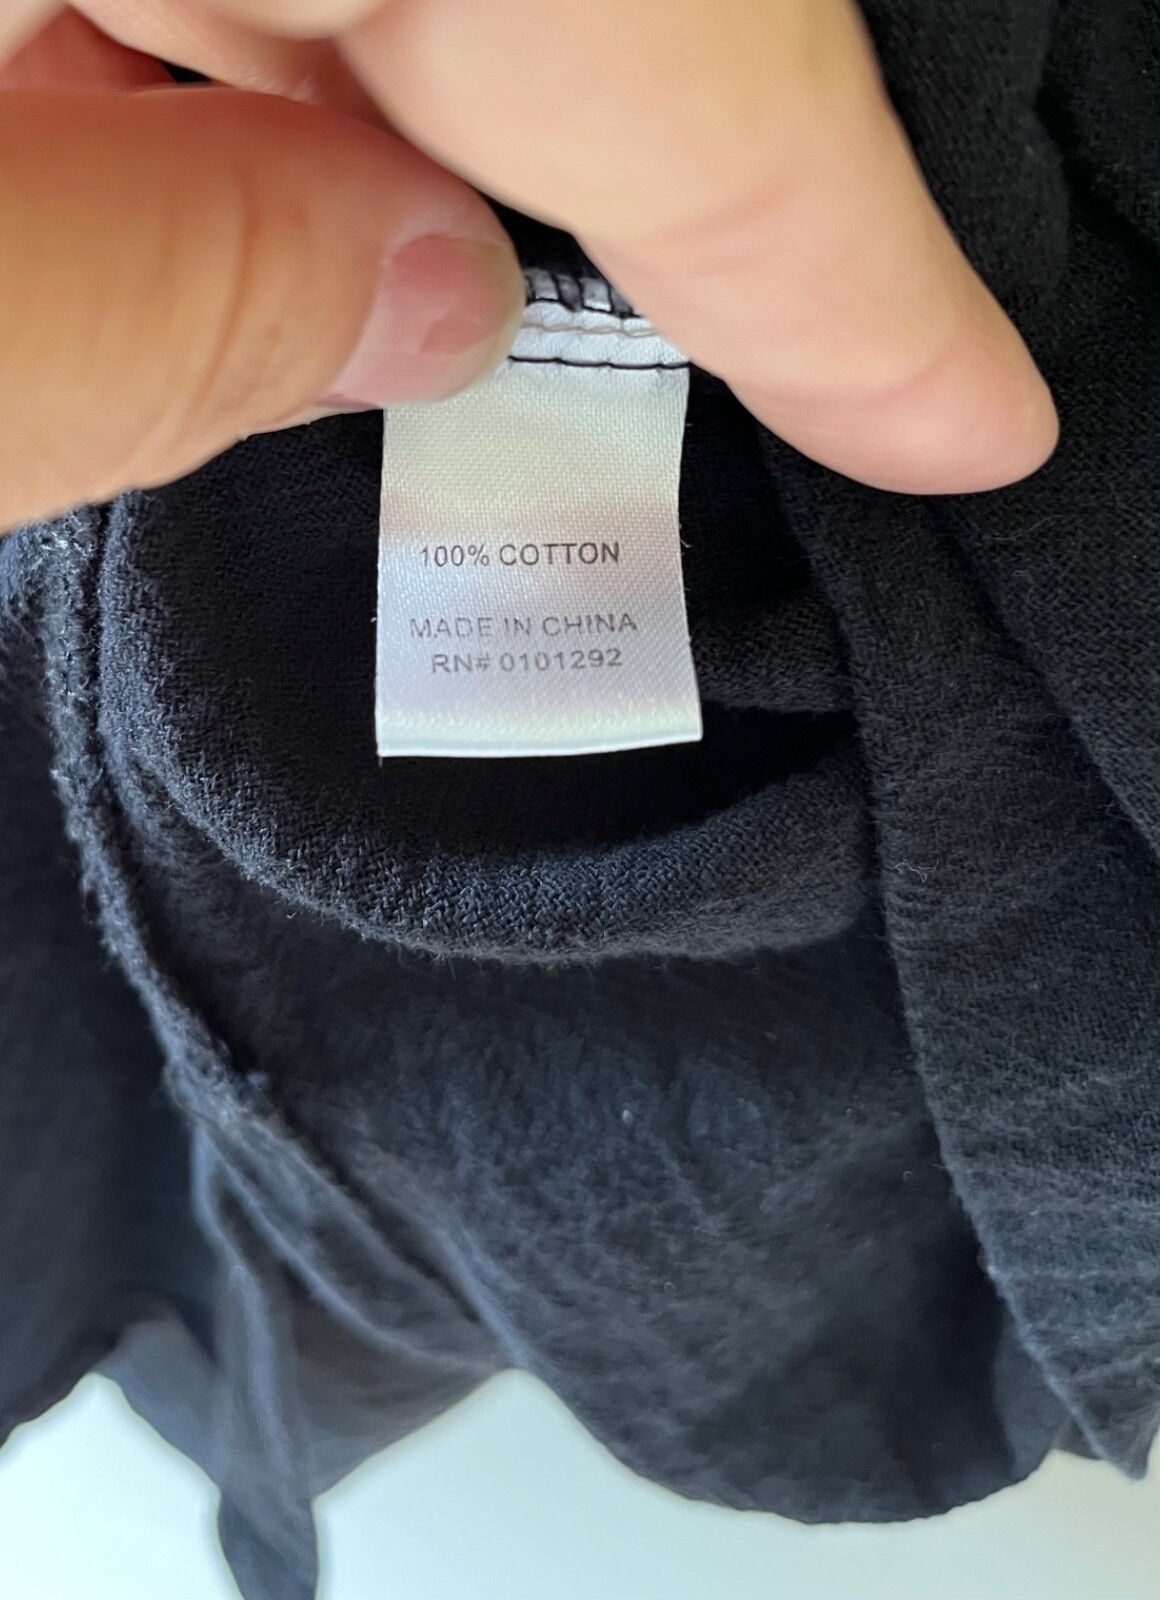 100% COTTON
MADE IN CHINA
RN# 0101292